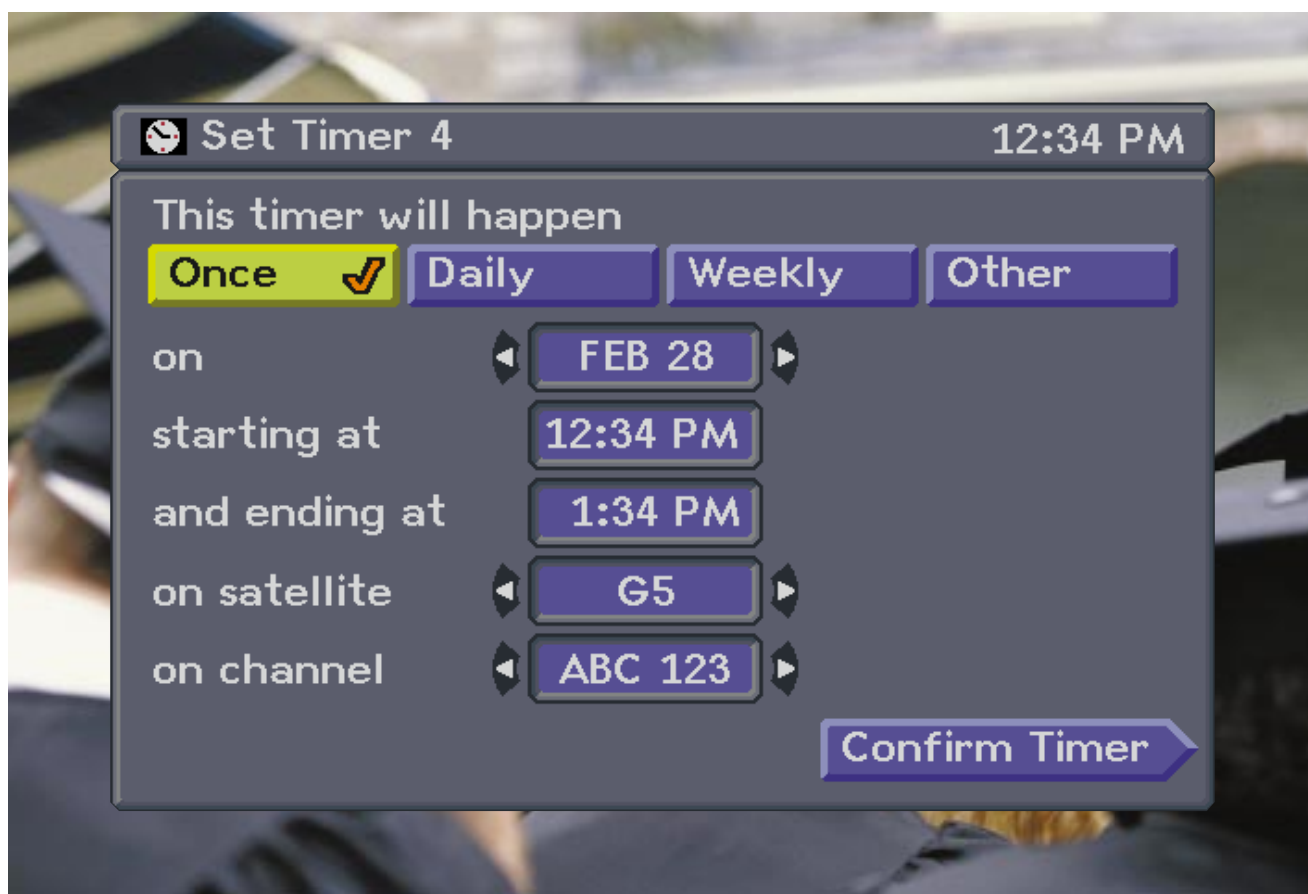 Set Timer 4 12:34 PM
This timer will happen
Once Daily Weekly Other
on FEB 28
starting at 12:34 PM
and ending at 1:34 PM
on satellite G5
on channel ABC 123
Confirm Timer